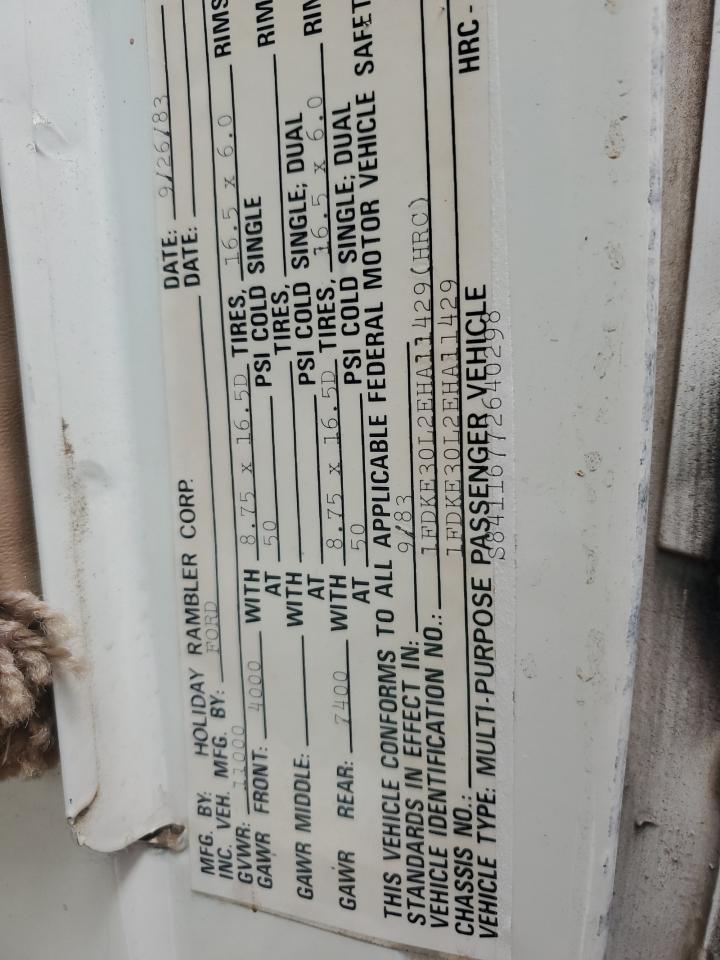 MFG. BY: HOLIDAY RAMBLER CORP. DATE: 9/26/83
INC. VEH. MFG. BY: FORD DATE:
GVWR: 11000
GAWR FRONT: 4000 WITH 8.75 x 16.5D TIRES, 16.5 x 6.0 RIMS
AT 50 PSI COLD SINGLE
GAWR MIDDLE: WITH TIRES, RIM
AT PSI COLD SINGLE; DUAL
GAWR REAR: 7400 WITH 8.75 x 16.5D TIRES, 16.5 x 6.0 RIM
AT 50 PSI COLD SINGLE; DUAL
THIS VEHICLE CONFORMS TO ALL APPLICABLE FEDERAL MOTOR VEHICLE SAFET
STANDARDS IN EFFECT IN: 9/83
VEHICLE IDENTIFICATION NO.: 1FDKE30L2EHA11429(HRC)
CHASSIS NO.: 1FDKE30L2EHA11429
VEHICLE TYPE: MULTI-PURPOSE PASSENGER VEHICLE HRC -
S84116772640298